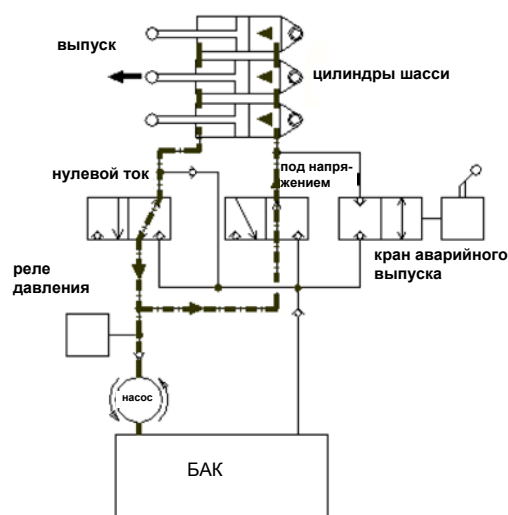 выпуск
цилиндры шасси
нулевой ток
под напря-
жением
кран аварийного
выпуска
реле
давления
насос
БАК